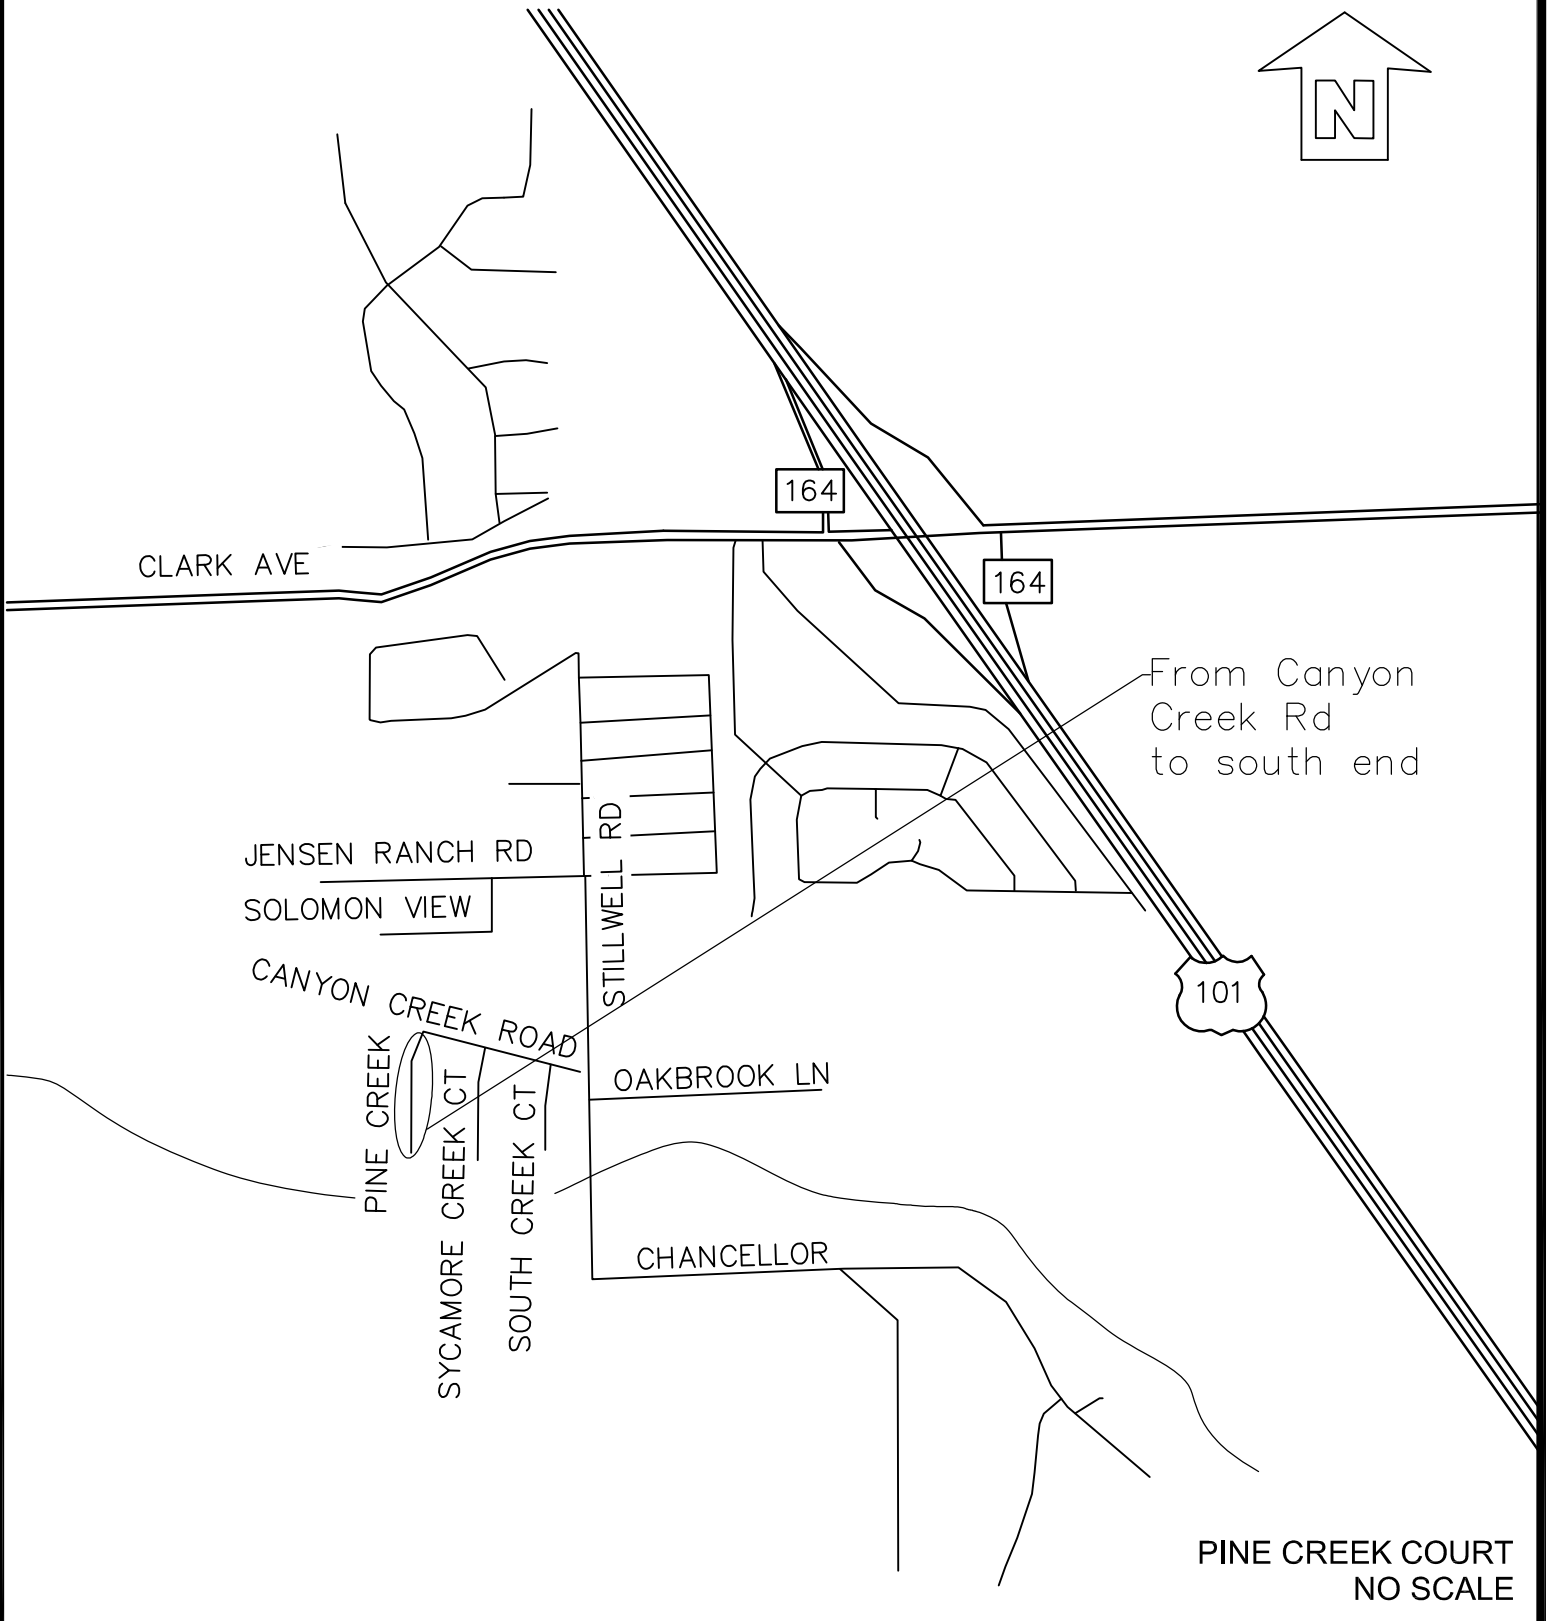 N
164
CLARK AVE
164
From Canyon
Creek Rd
to south end
STILLWELL RD
JENSEN RANCH RD
SOLOMON VIEW
CANYON CREEK ROAD
101
PINE CREEK
SYCAMORE CREEK CT
SOUTH CREEK CT
OAKBROOK LN
CHANCELLOR
PINE CREEK COURT
NO SCALE